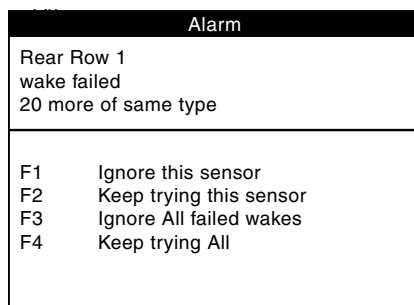 Alarm
Rear Row 1
wake failed
20 more of same type
F1 Ignore this sensor
F2 Keep trying this sensor
F3 Ignore All failed wakes
F4 Keep trying All